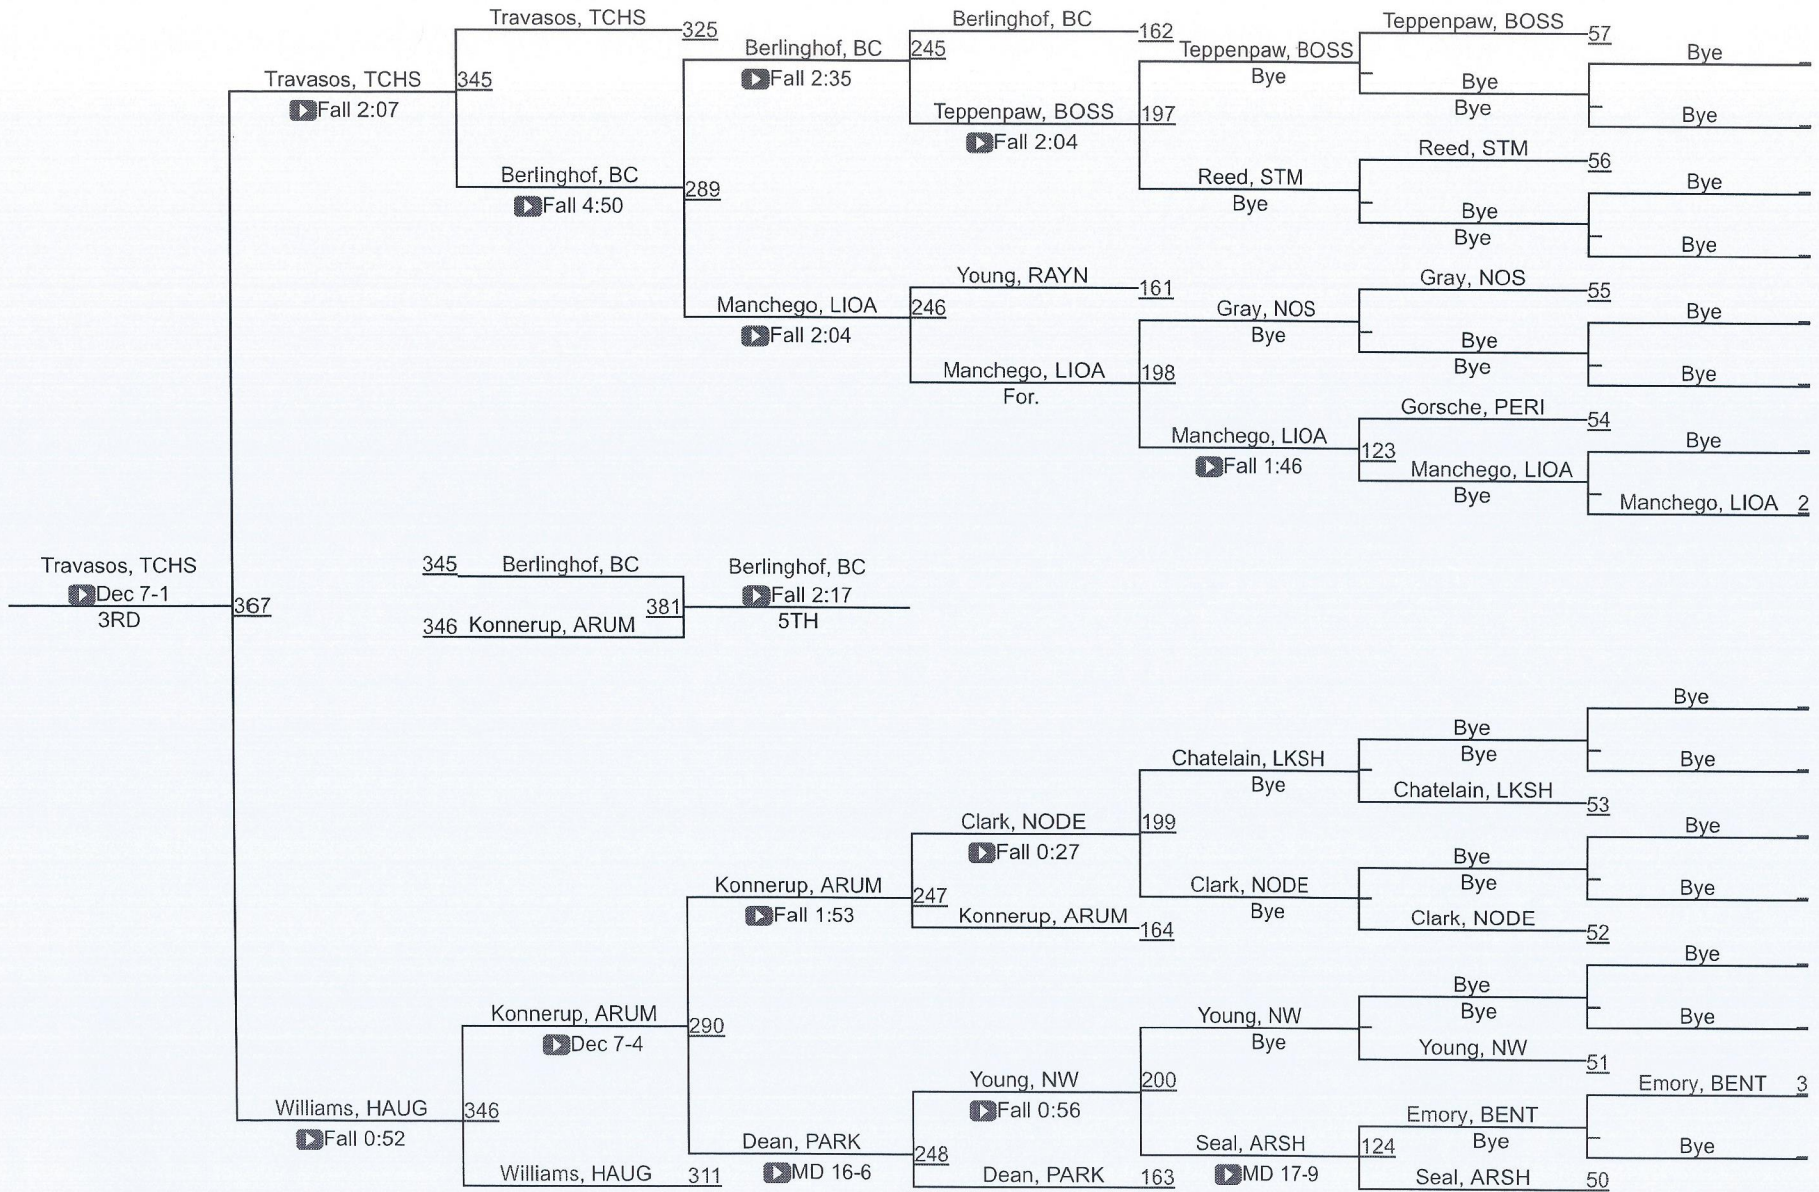 Travasos, TCHS
325
Travasos, TCHS
Fall 2:07
345
Berlinghof, BC
Fall 4:50
289
Berlinghof, BC
Fall 2:35
245
Berlinghof, BC
162
Teppenpaw, BOSS
Fall 2:04
197
Teppenpaw, BOSS
Bye
Teppenpaw, BOSS
57
Bye
Bye
Bye
Bye
Reed, STM
Bye
Reed, STM
56
Bye
Bye
Bye
Bye
Manchego, LIOA
Fall 2:04
246
Young, RAYN
161
Manchego, LIOA
For.
198
Gray, NOS
Bye
Gray, NOS
55
Bye
Bye
Bye
Bye
Manchego, LIOA
Fall 1:46
123
Gorsche, PERI
54
Manchego, LIOA
Bye
Bye
Manchego, LIOA 2
Travasos, TCHS
Dec 7-1
3RD
367
345 Berlinghof, BC
346 Konnerup, ARUM
381
Berlinghof, BC
Fall 2:17
5TH
Williams, HAUG
Fall 0:52
346
Konnerup, ARUM
Dec 7-4
290
Williams, HAUG 311
Konnerup, ARUM
Fall 1:53
247
Clark, NODE
Fall 0:27
199
Konnerup, ARUM
164
Chatelain, LKSH
Bye
Bye
Bye
Bye
Bye
Chatelain, LKSH
53
Clark, NODE
Bye
Bye
Bye
Bye
Bye
Clark, NODE
52
Dean, PARK
MD 16-6
248
Young, NW
Fall 0:56
200
Dean, PARK 163
Young, NW
Bye
Bye
Bye
Bye
Bye
Young, NW
51
Seal, ARSH
MD 17-9
124
Emory, BENT
Bye
Emory, BENT 3
Bye
Seal, ARSH 50